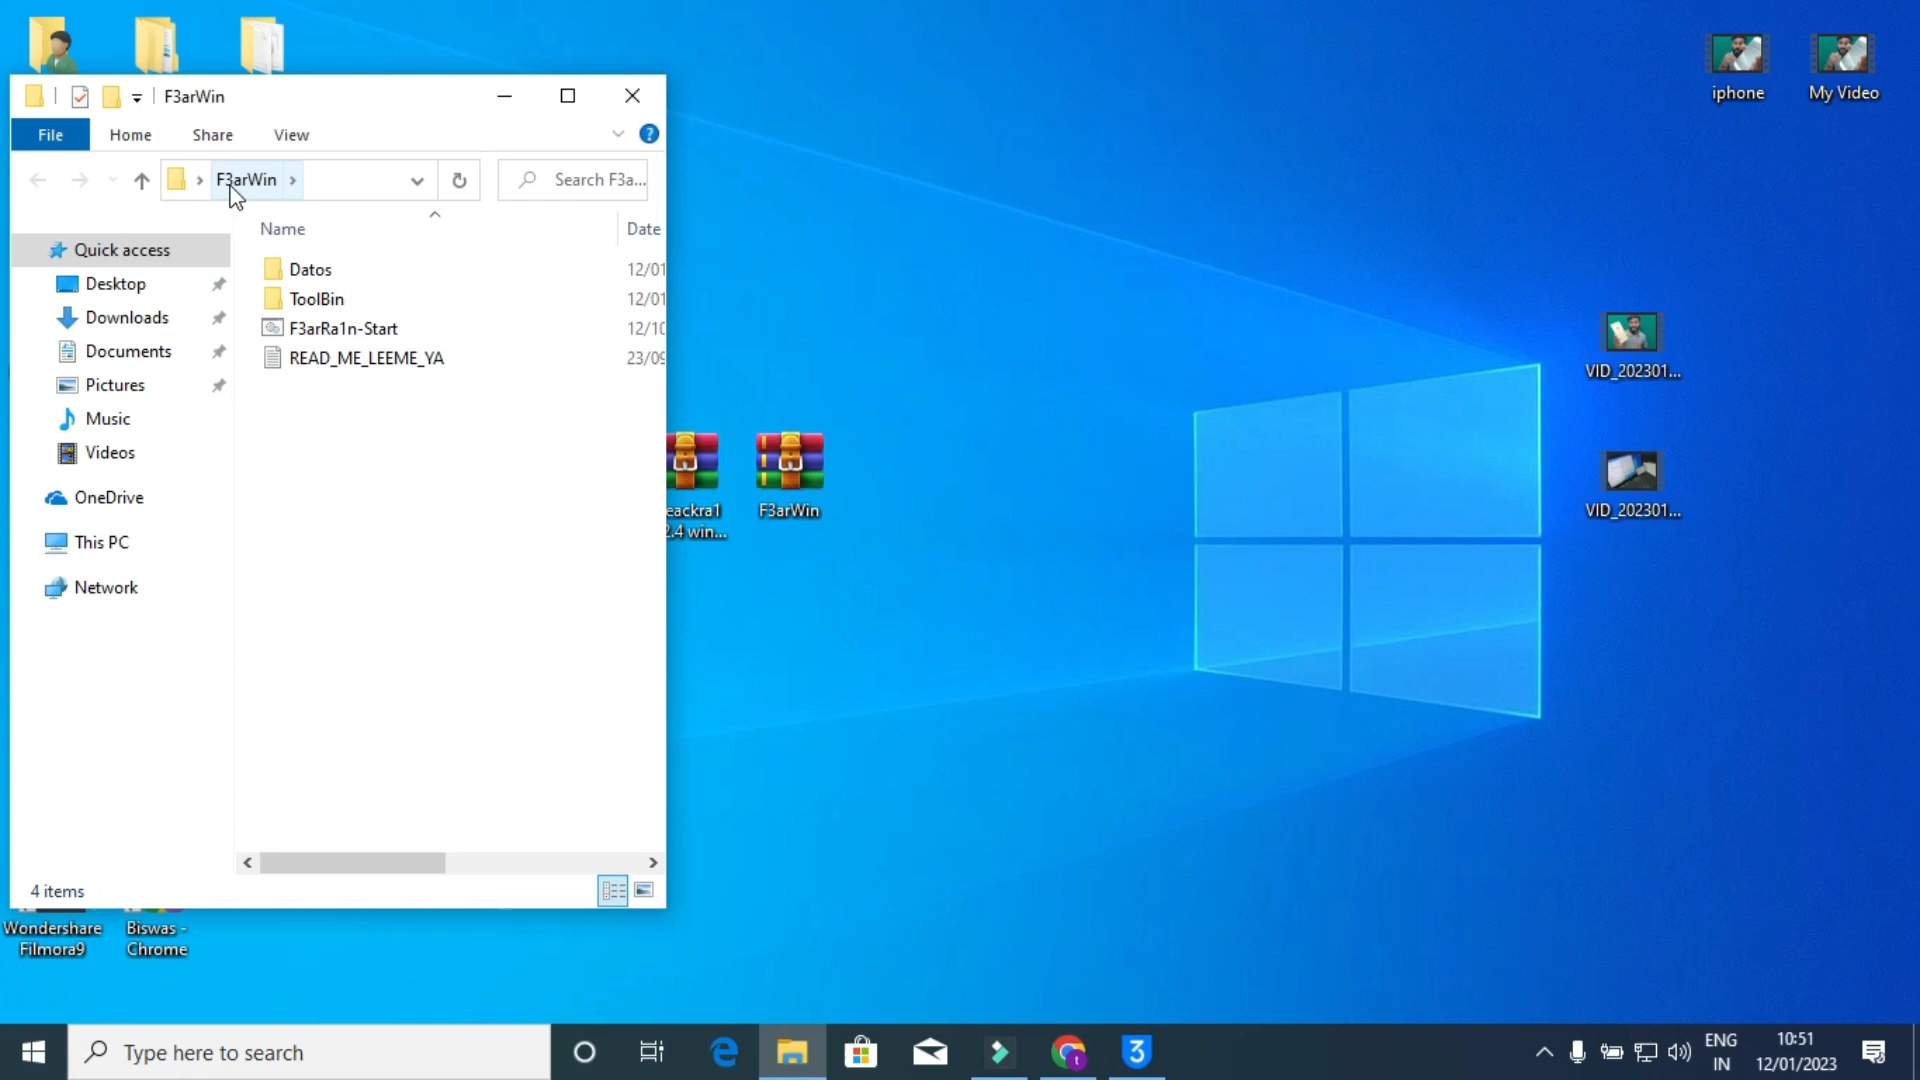 F3arWin
File Home Share View
F3arWin
Search F3a...
Name Date
Quick access
Desktop
Downloads
Documents
Pictures
Music
Videos
OneDrive
This PC
Network
Datos 12/01
ToolBin 12/01
F3arRa1n-Start 12/10
READ_ME_LEEME_YA 23/09
4 items
eackra1
2.4 win...
F3arWin
iphone
My Video
VID_202301...
VID_202301...
Wondershare
Filmora9
Biswas -
Chrome
Type here to search
3
ENG
IN
10:51
12/01/2023